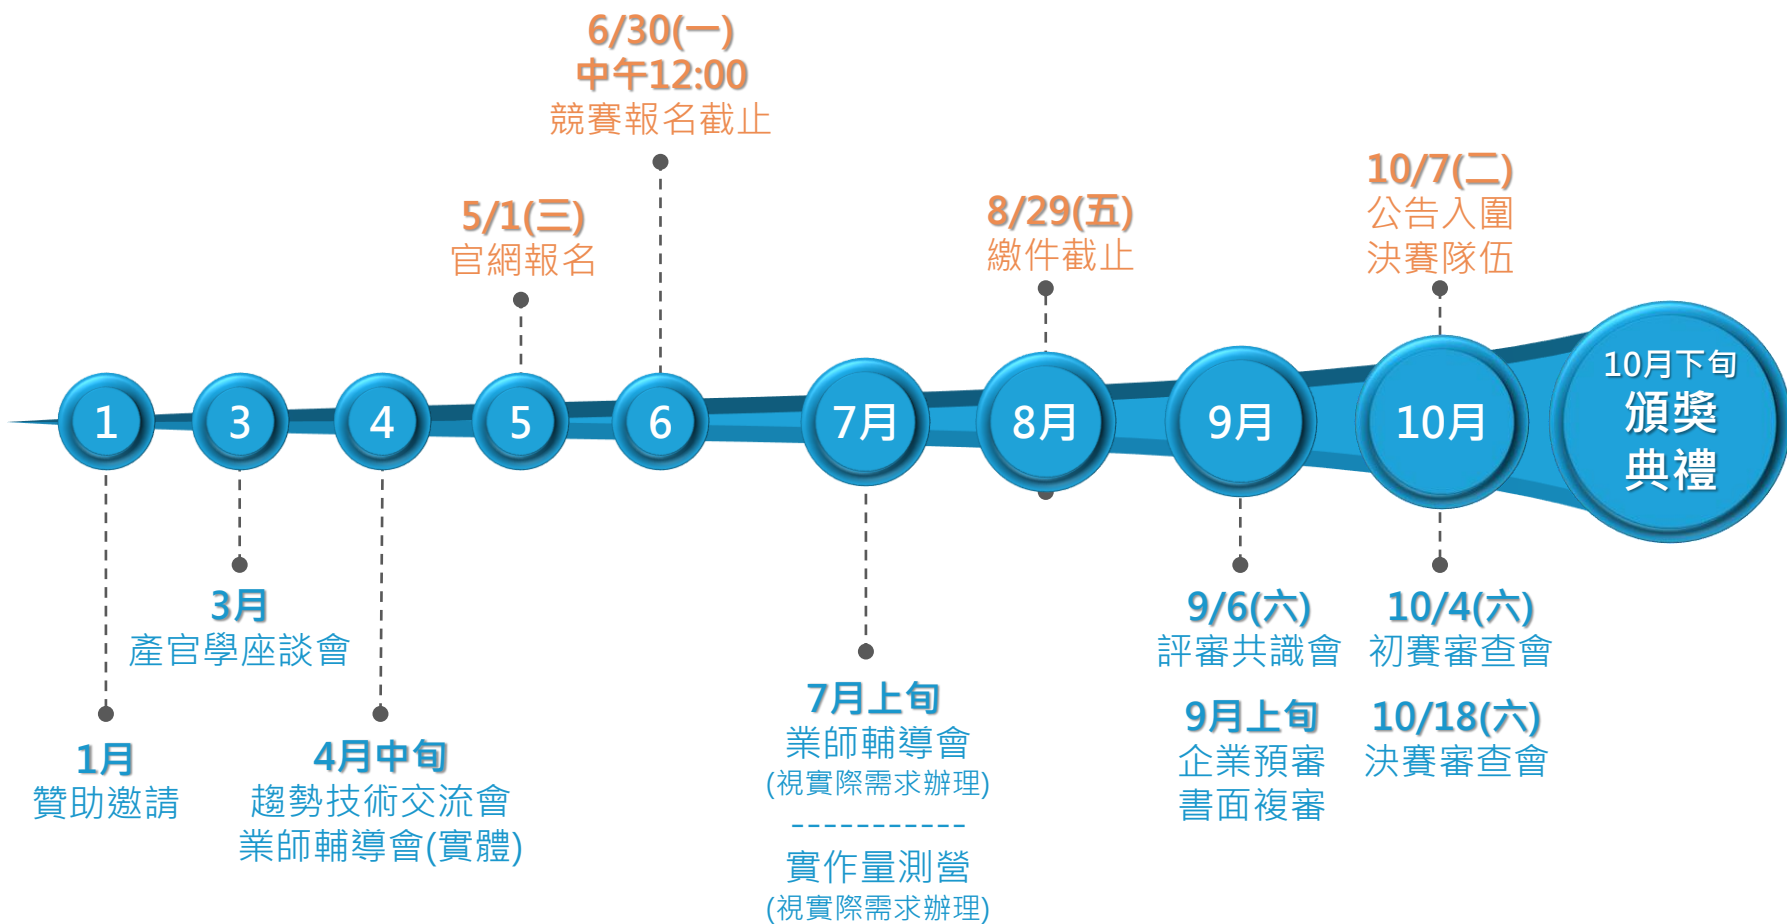 6/30(一)
中午12:00
競賽報名截止
5/1(三)
官網報名
8/29(五)
繳件截止
10/7(二)
公告入圍
決賽隊伍
1
3
4
5
6
7月
8月
9月
10月
10月下旬
頒獎
典禮
1月
贊助邀請
3月
產官學座談會
4月中旬
趨勢技術交流會
業師輔導會(實體)
7月上旬
業師輔導會
(視實際需求辦理)
-----------
實作量測營
(視實際需求辦理)
9/6(六)
評審共識會
9月上旬
企業預審
書面複審
10/4(六)
初賽審查會
10/18(六)
決賽審查會